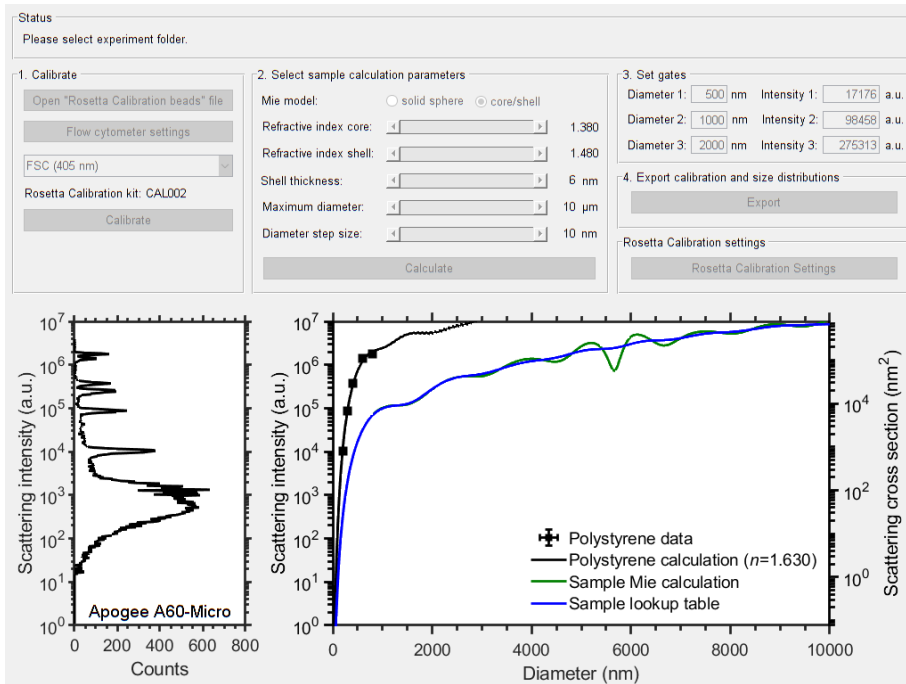 Status
Please select experiment folder.
1. Calibrate
Open "Rosetta Calibration beads" file
Flow cytometer settings
FSC (405 nm)
Rosetta Calibration kit: CAL002
Calibrate
2. Select sample calculation parameters
Mie model: solid sphere core/shell
Refractive index core: 1.380
Refractive index shell: 1.480
Shell thickness: 6 nm
Maximum diameter: 10 µm
Diameter step size: 10 nm
Calculate
3. Set gates
Diameter 1: 500 nm Intensity 1: 17176 a.u.
Diameter 2: 1000 nm Intensity 2: 98458 a.u.
Diameter 3: 2000 nm Intensity 3: 275313 a.u.
4. Export calibration and size distributions
Export
Rosetta Calibration settings
Rosetta Calibration Settings
Scattering intensity (a.u.)
10^7
10^6
10^5
10^4
10^3
10^2
10^1
10^0
Apogee A60-Micro
0 200 400 600 800
Counts
Scattering intensity (a.u.)
10^7
10^6
10^5
10^4
10^3
10^2
10^1
10^0
Polystyrene data
Polystyrene calculation (n=1.630)
Sample Mie calculation
Sample lookup table
0 2000 4000 6000 8000 10000
Diameter (nm)
10^4
10^2
10^0
Scattering cross section (nm^2)